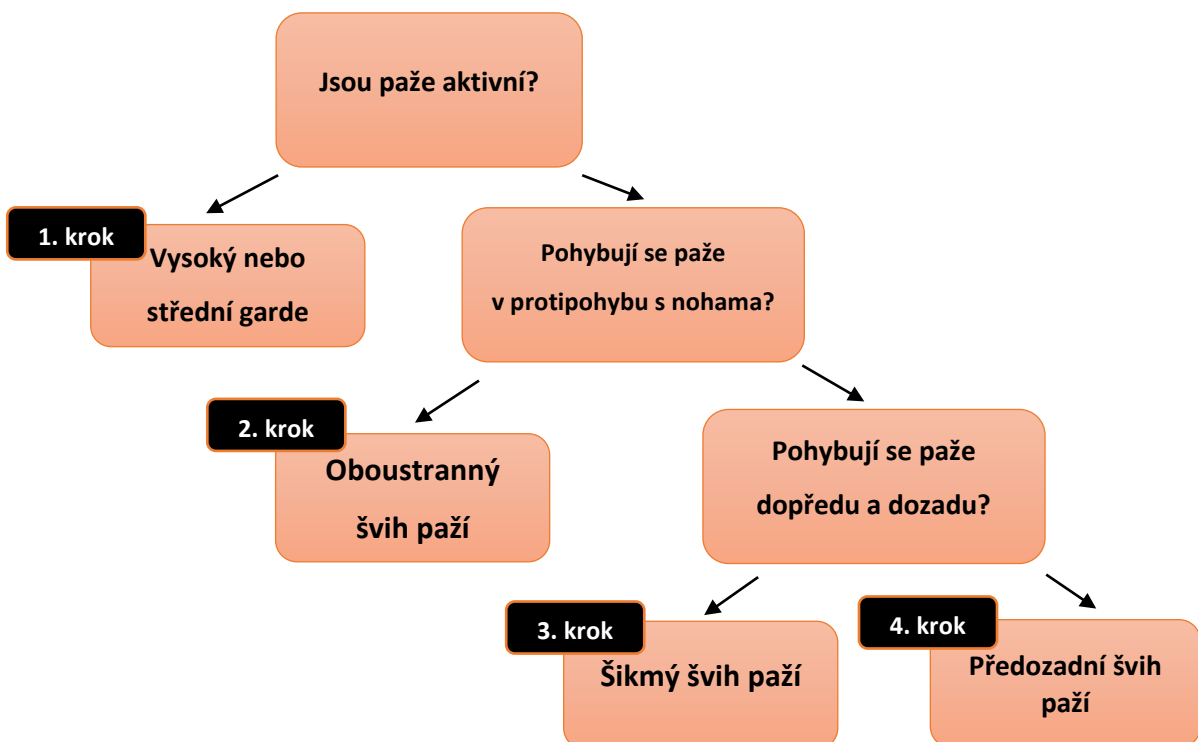 Jsou paže aktivní?
1. krok
Vysoký nebo
střední garde
Pohybují se paže
v protipohybu s nohama?
2. krok
Oboustranný
švih paží
Pohybují se paže
dopředu a dozadu?
3. krok
Šikmý švih paží
4. krok
Předozadní švih
paží